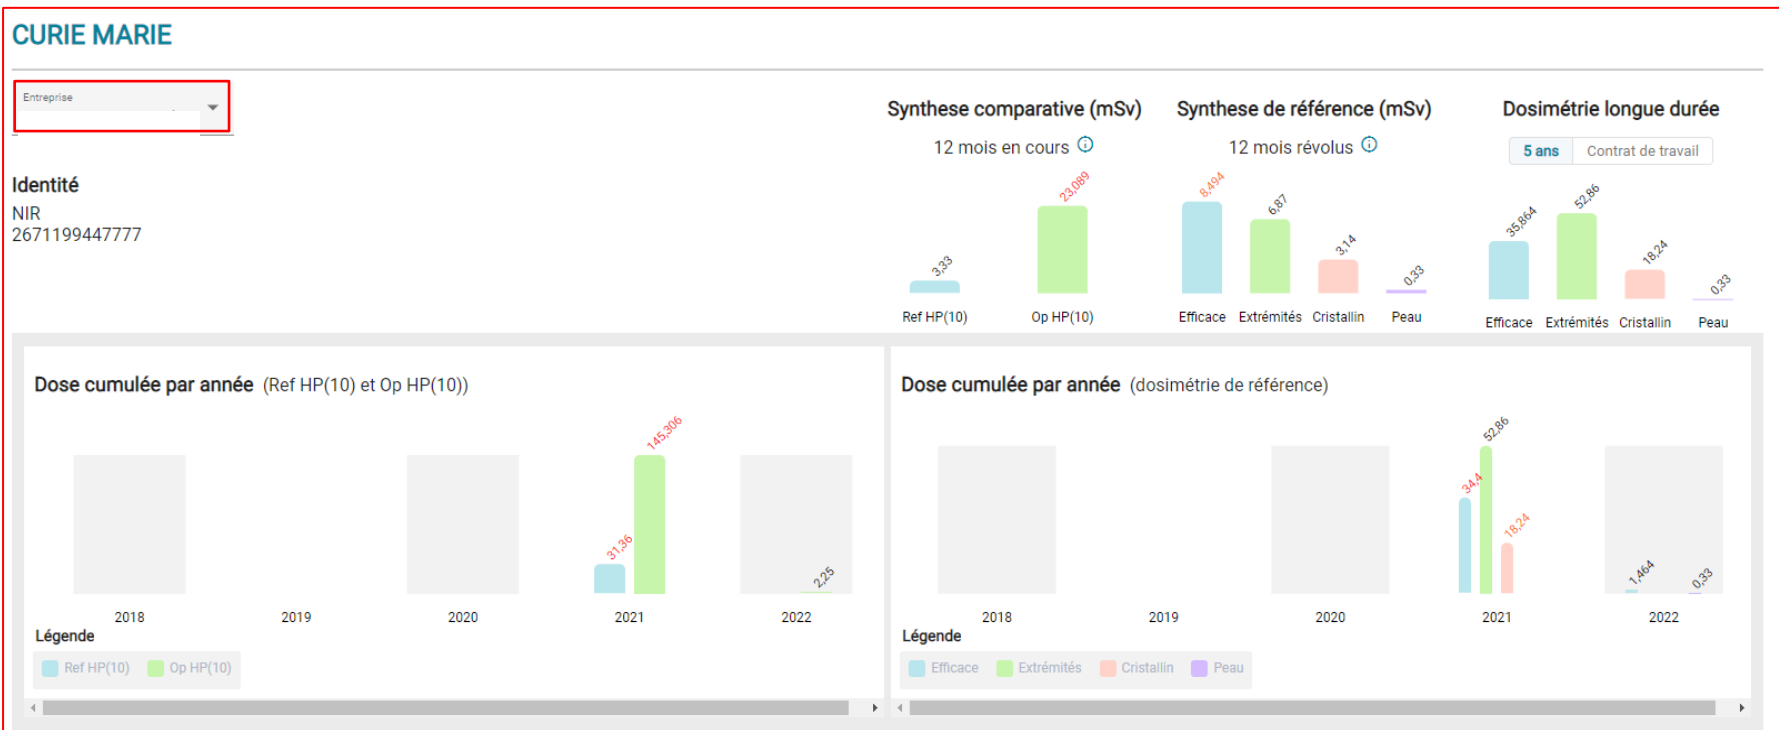 CURIE MARIE
Entreprise
Identité
NIR
2671199447777
Synthese comparative (mSv)
12 mois en cours
3,33
23,089
Ref HP(10)
Op HP(10)
Synthese de référence (mSv)
12 mois révolus
8,494
6,87
3,14
0,33
Efficace
Extrémités
Cristallin
Peau
Dosimétrie longue durée
5 ans
Contrat de travail
35,864
52,86
18,24
0,33
Efficace
Extrémités
Cristallin
Peau
Dose cumulée par année (Ref HP(10) et Op HP(10))
31,36
145,306
2,25
2018
2019
2020
2021
2022
Légende
Ref HP(10)
Op HP(10)
Dose cumulée par année (dosimétrie de référence)
34,4
52,86
18,24
1,464
0,33
2018
2019
2020
2021
2022
Légende
Efficace
Extrémités
Cristallin
Peau